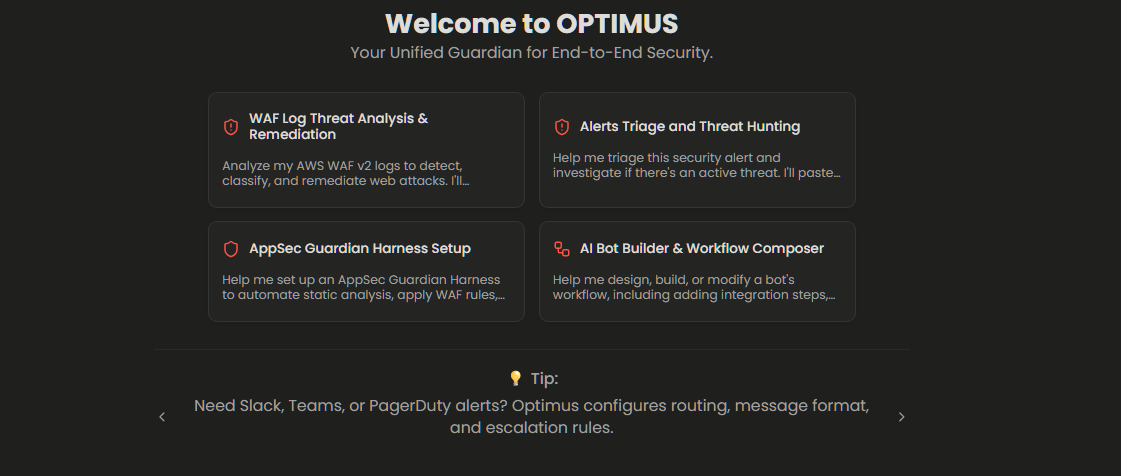 Welcome to OPTIMUS
Your Unified Guardian for End-to-End Security.
WAF Log Threat Analysis &
Remediation
Analyze my AWS WAF v2 logs to detect,
classify, and remediate web attacks. I'll…
Alerts Triage and Threat Hunting
Help me triage this security alert and
investigate if there's an active threat. I'll paste…
AppSec Guardian Harness Setup
Help me set up an AppSec Guardian Harness
to automate static analysis, apply WAF rules,…
AI Bot Builder & Workflow Composer
Help me design, build, or modify a bot's
workflow, including adding integration steps,…
💡 Tip:
Need Slack, Teams, or PagerDuty alerts? Optimus configures routing, message format,
and escalation rules.